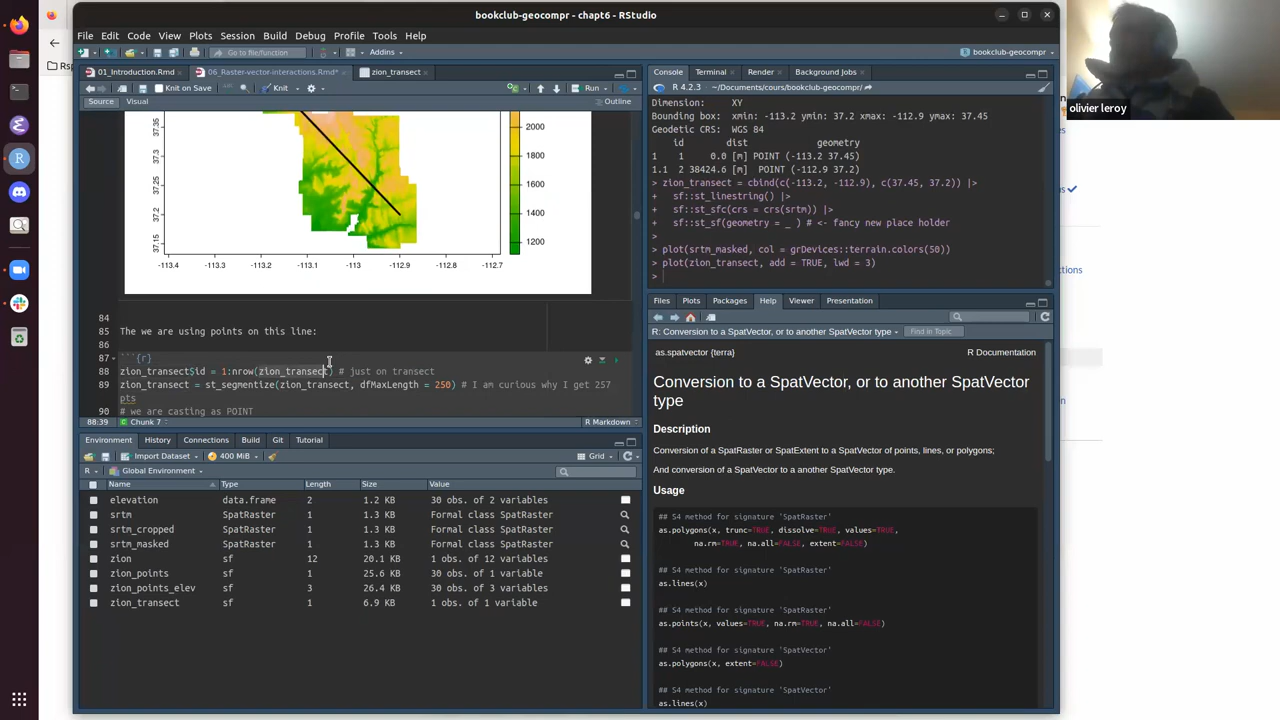 bookclub-geocompr - chapt6 - RStudio
File Edit Code View Plots Session Build Debug Profile Tools Help
Go to file/function Addins bookclub-geocompr
01_Introduction.Rmd 06_Raster-vector-interactions.Rmd* zion_transect
Knit on Save Knit Run
Source Visual Outline
37.35
37.3
37.25
37.2
37.15
2000
1800
1600
1400
1200
-113.4 -113.3 -113.2 -113.1 -113 -112.9 -112.8 -112.7
84
85 The we are using points on this line:
86
87 ```{r}
88 zion_transect$id = 1:nrow(zion_transect) # just on transect
89 zion_transect = st_segmentize(zion_transect, dfMaxLength = 250) # I am curious why I get 257
pts
90 # we are casting as POINT
88:39 Chunk 7 R Markdown
Environment History Connections Build Git Tutorial
Import Dataset 400 MiB Grid
R Global Environment
Name Type Length Size Value
elevation data.frame 2 1.2 KB 30 obs. of 2 variables
srtm SpatRaster 1 1.3 KB Formal class SpatRaster
srtm_cropped SpatRaster 1 1.3 KB Formal class SpatRaster
srtm_masked SpatRaster 1 1.3 KB Formal class SpatRaster
zion sf 12 20.1 KB 1 obs. of 12 variables
zion_points sf 1 25.6 KB 30 obs. of 1 variable
zion_points_elev sf 3 26.4 KB 30 obs. of 3 variables
zion_transect sf 1 6.9 KB 1 obs. of 1 variable
Console Terminal Render Background Jobs
R 4.2.3 ~/Documents/cours/bookclub-geocompr/
Dimension: XY
Bounding box: xmin: -113.2 ymin: 37.2 xmax: -112.9 ymax: 37.45
Geodetic CRS: WGS 84
id dist geometry
1 1 0.0 [m] POINT (-113.2 37.45)
1.1 2 38424.6 [m] POINT (-112.9 37.2)
> zion_transect = cbind(c(-113.2, -112.9), c(37.45, 37.2)) |>
+ sf::st_linestring() |>
+ sf::st_sfc(crs = crs(srtm)) |>
+ sf::st_sf(geometry = _ ) # <- fancy new place holder
>
> plot(srtm_masked, col = grDevices::terrain.colors(50))
> plot(zion_transect, add = TRUE, lwd = 3)
>
Files Plots Packages Help Viewer Presentation
R: Conversion to a SpatVector, or to another SpatVector type Find in Topic
as.spatvector {terra} R Documentation
Conversion to a SpatVector, or to another SpatVector
type
Description
Conversion of a SpatRaster or SpatExtent to a SpatVector of points, lines, or polygons;
And conversion of a SpatVector to a another SpatVector type.
Usage
## S4 method for signature 'SpatRaster'
as.polygons(x, trunc=TRUE, dissolve=TRUE, values=TRUE,
na.rm=TRUE, na.all=FALSE, extent=FALSE)
## S4 method for signature 'SpatRaster'
as.lines(x)
## S4 method for signature 'SpatRaster'
as.points(x, values=TRUE, na.rm=TRUE, na.all=FALSE)
## S4 method for signature 'SpatVector'
as.polygons(x, extent=FALSE)
## S4 method for signature 'SpatVector'
as.lines(x)
olivier leroy